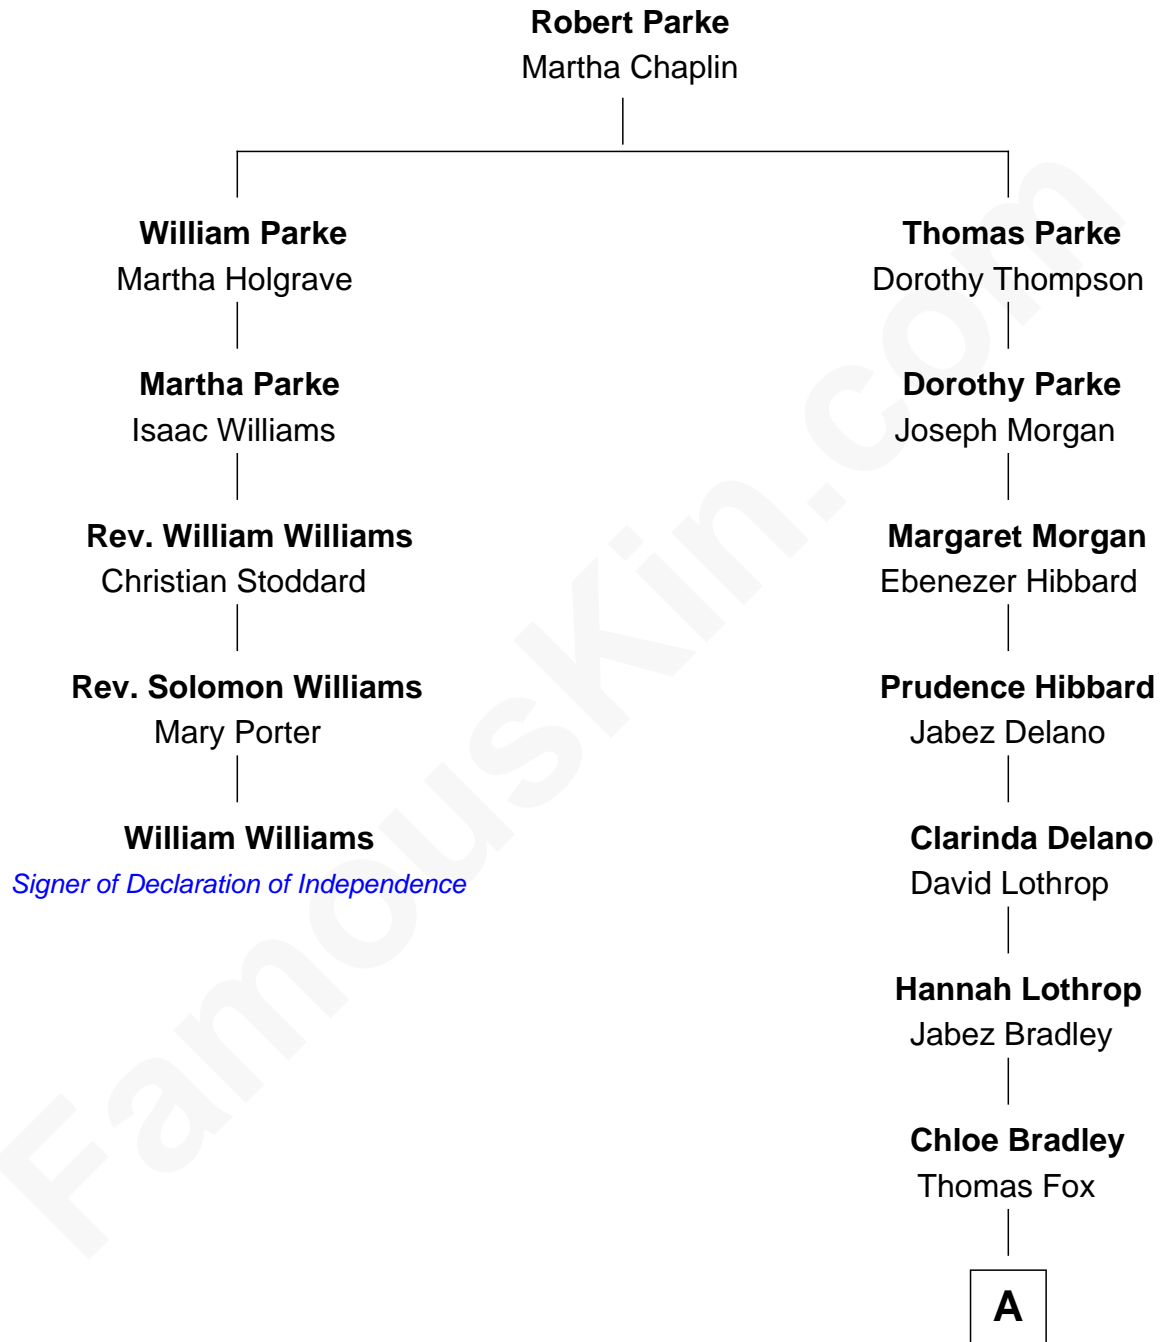 Robert Parke
Martha Chaplin
William Parke
Martha Holgrave
Thomas Parke
Dorothy Thompson
Martha Parke
Isaac Williams
Dorothy Parke
Joseph Morgan
Rev. William Williams
Christian Stoddard
Margaret Morgan
Ebenezer Hibbard
Rev. Solomon Williams
Mary Porter
Prudence Hibbard
Jabez Delano
William Williams
Signer of Declaration of Independence
Clarinda Delano
David Lothrop
Hannah Lothrop
Jabez Bradley
Chloe Bradley
Thomas Fox
A
FamousKin.com